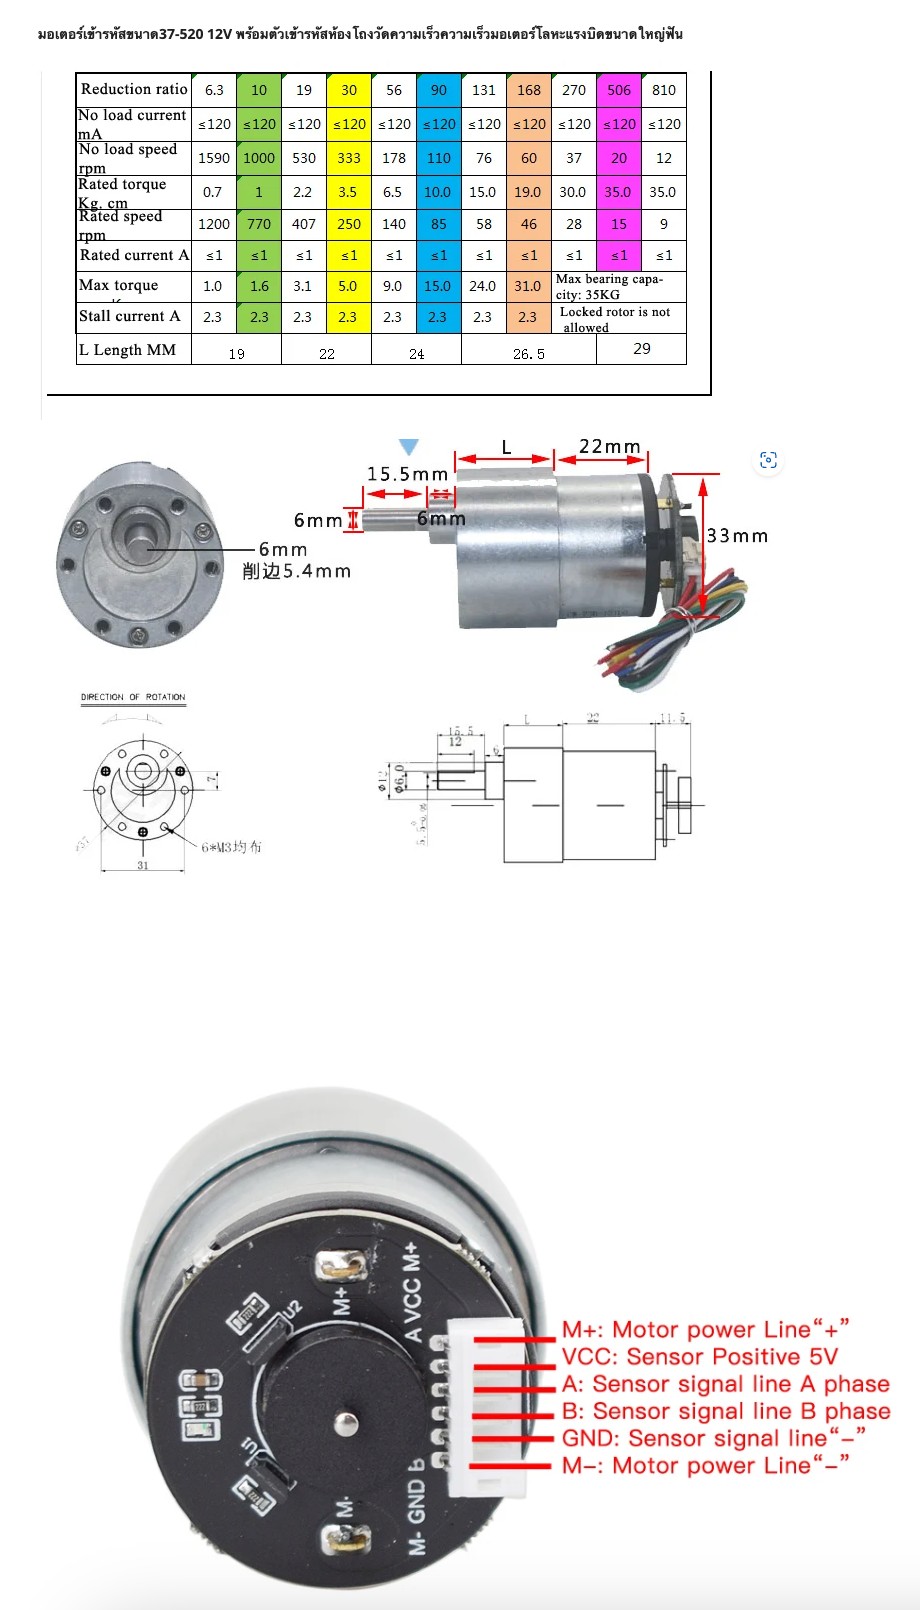 มอเตอร์เข้ารหัสขนาด37-520 12V พร้อมตัวเข้ารหัสห้องโถงวัดความเร็วความเร็วมอเตอร์โลหะแรงบิดขนาดใหญ่ฟัน
Reduction ratio 6.3 10 19 30 56 90 131 168 270 506 810
No load current mA ≤120 ≤120 ≤120 ≤120 ≤120 ≤120 ≤120 ≤120 ≤120 ≤120 ≤120
No load speed rpm 1590 1000 530 333 178 110 76 60 37 20 12
Rated torque Kg. cm 0.7 1 2.2 3.5 6.5 10.0 15.0 19.0 30.0 35.0 35.0
Rated speed rpm 1200 770 407 250 140 85 58 46 28 15 9
Rated current A ≤1 ≤1 ≤1 ≤1 ≤1 ≤1 ≤1 ≤1 ≤1 ≤1 ≤1
Max torque 1.0 1.6 3.1 5.0 9.0 15.0 24.0 31.0 Max bearing capa-
city: 35KG
Stall current A 2.3 2.3 2.3 2.3 2.3 2.3 2.3 2.3 Locked rotor is not
allowed
L Length MM 19 22 24 26.5 29
L 22mm
15.5mm
6mm 6mm
33mm
6mm
削边5.4mm
DIRECTION OF ROTATION
L 22 11.5
15.5
12
6
Φ6.0
7
6*M3均布
31
M+
A VCC M+
U2
U1
M-
M- GND B
M+: Motor power Line“+”
VCC: Sensor Positive 5V
A: Sensor signal line A phase
B: Sensor signal line B phase
GND: Sensor signal line“-”
M-: Motor power Line“-”